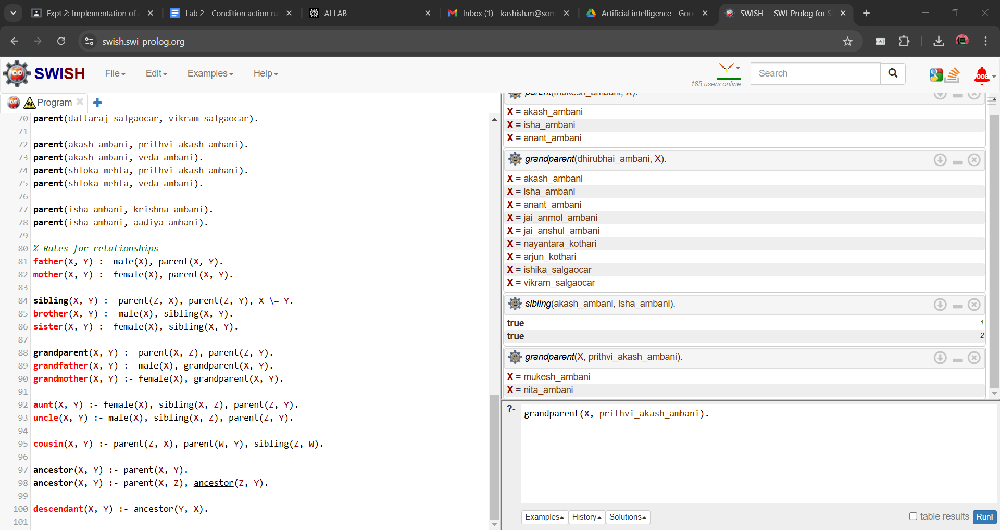 Expt 2: Implementation of
Lab 2 - Condition action ru
AI LAB
Inbox (1) - kashish.m@som
Artificial intelligence - Goo
SWISH -- SWI-Prolog for S
swish.swi-prolog.org
SWISH
File
Edit
Examples
Help
185 users online
Search
Program
70 parent(dattaraj_salgaocar, vikram_salgaocar).
71
72 parent(akash_ambani, prithvi_akash_ambani).
73 parent(akash_ambani, veda_ambani).
74 parent(shloka_mehta, prithvi_akash_ambani).
75 parent(shloka_mehta, veda_ambani).
76
77 parent(isha_ambani, krishna_ambani).
78 parent(isha_ambani, aadiya_ambani).
79
80 % Rules for relationships
81 father(X, Y) :- male(X), parent(X, Y).
82 mother(X, Y) :- female(X), parent(X, Y).
83
84 sibling(X, Y) :- parent(Z, X), parent(Z, Y), X \= Y.
85 brother(X, Y) :- male(X), sibling(X, Y).
86 sister(X, Y) :- female(X), sibling(X, Y).
87
88 grandparent(X, Y) :- parent(X, Z), parent(Z, Y).
89 grandfather(X, Y) :- male(X), grandparent(X, Y).
90 grandmother(X, Y) :- female(X), grandparent(X, Y).
91
92 aunt(X, Y) :- female(X), sibling(X, Z), parent(Z, Y).
93 uncle(X, Y) :- male(X), sibling(X, Z), parent(Z, Y).
94
95 cousin(X, Y) :- parent(Z, X), parent(W, Y), sibling(Z, W).
96
97 ancestor(X, Y) :- parent(X, Y).
98 ancestor(X, Y) :- parent(X, Z), ancestor(Z, Y).
99
100 descendant(X, Y) :- ancestor(Y, X).
101
parent(mukesh_ambani, X).
X = akash_ambani
X = isha_ambani
X = anant_ambani
grandparent(dhirubhai_ambani, X).
X = akash_ambani
X = isha_ambani
X = anant_ambani
X = jai_anmol_ambani
X = jai_anshul_ambani
X = nayantara_kothari
X = arjun_kothari
X = ishika_salgaocar
X = vikram_salgaocar
sibling(akash_ambani, isha_ambani).
true 1
true 2
grandparent(X, prithvi_akash_ambani).
X = mukesh_ambani
X = nita_ambani
?- grandparent(X, prithvi_akash_ambani).
Examples History Solutions table results Run!